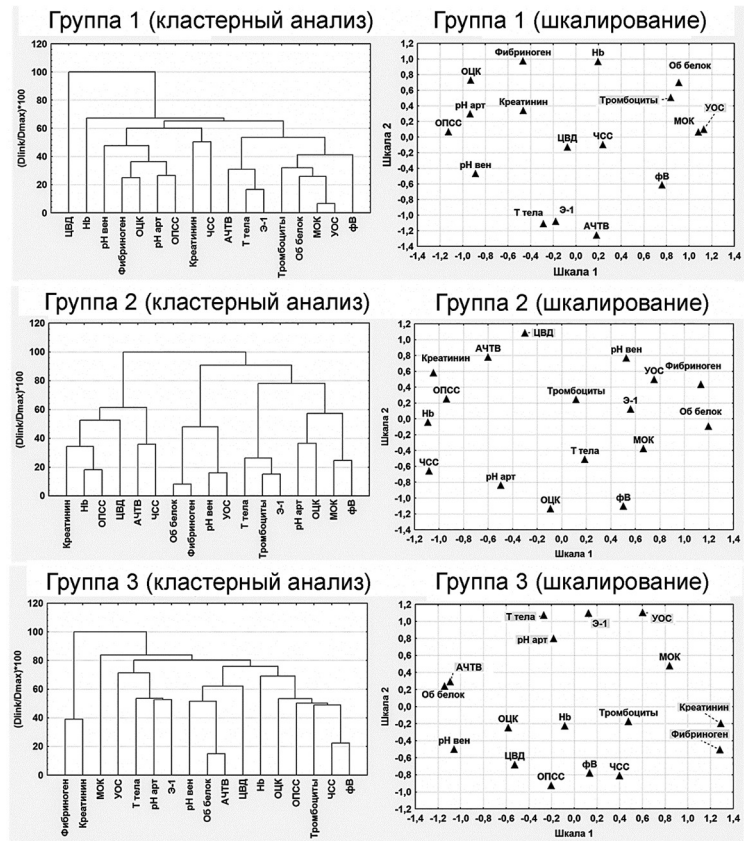 Группа 1 (кластерный анализ)
(Dlink/Dmax)*100
120
100
80
60
40
20
0
ЦВД Hb pH вен Фибриноген ОЦК pH арт ОПСС Креатинин ЧСС АЧТВ Т тела Э-1 Тромбоциты Об белок МОК УОС фВ
Группа 1 (шкалирование)
Шкала 2
1,2
1,0
0,8
0,6
0,4
0,2
0,0
-0,2
-0,4
-0,6
-0,8
-1,0
-1,2
-1,4
Фибриноген
Hb
ОЦК
Об белок
Тромбоциты
pH арт
Креатинин
УОС
ОПСС
МОК
ЦВД
ЧСС
pH вен
фВ
Т тела
Э-1
АЧТВ
-1,4 -1,2 -1,0 -0,8 -0,6 -0,4 -0,2 0,0 0,2 0,4 0,6 0,8 1,0 1,2 1,4
Шкала 1
Группа 2 (кластерный анализ)
(Dlink/Dmax)*100
120
100
80
60
40
20
0
Креатинин Hb ОПСС ЦВД АЧТВ ЧСС Об белок Фибриноген pH вен УОС Т тела Тромбоциты Э-1 pH арт ОЦК МОК фВ
Группа 2 (шкалирование)
Шкала 2
1,2
1,0
0,8
0,6
0,4
0,2
0,0
-0,2
-0,4
-0,6
-0,8
-1,0
-1,2
-1,4
ЦВД
АЧТВ
pH вен
Креатинин
Фибриноген
УОС
ОПСС
Тромбоциты
Э-1
Hb
Об белок
МОК
Т тела
ЧСС
pH арт
ОЦК
фВ
-1,2 -1,0 -0,8 -0,6 -0,4 -0,2 0,0 0,2 0,4 0,6 0,8 1,0 1,2 1,4
Шкала 1
Группа 3 (кластерный анализ)
(Dlink/Dmax)*100
120
100
80
60
40
20
0
Фибриноген Креатинин МОК УОС Т тела pH арт Э-1 pH вен Об белок АЧТВ ЦВД Hb ОЦК ОПСС Тромбоциты ЧСС фВ
Группа 3 (шкалирование)
Шкала 2
1,2
1,0
0,8
0,6
0,4
0,2
0,0
-0,2
-0,4
-0,6
-0,8
-1,0
-1,2
Т тела
Э-1
УОС
pH арт
МОК
АЧТВ
Об белок
ОЦК
Hb
Тромбоциты
Креатинин
Фибриноген
pH вен
ЦВД
фВ
ЧСС
ОПСС
-1,4 -1,2 -1,0 -0,8 -0,6 -0,4 -0,2 0,0 0,2 0,4 0,6 0,8 1,0 1,2 1,4
Шкала 1